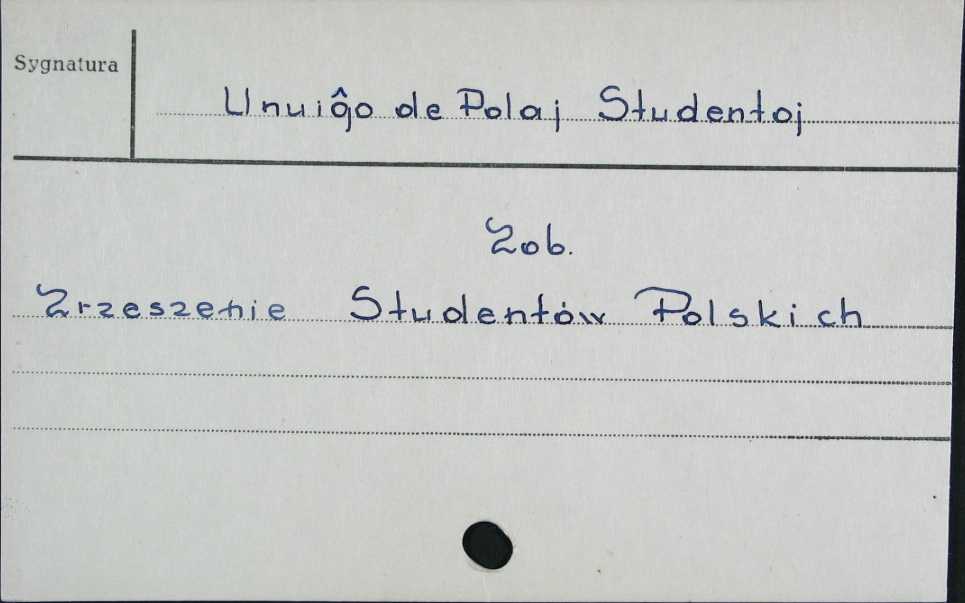 Sygnatura
Unuiĝo de Polaj Studentoj
Zob.
Zrzeszenie Studentów Polskich